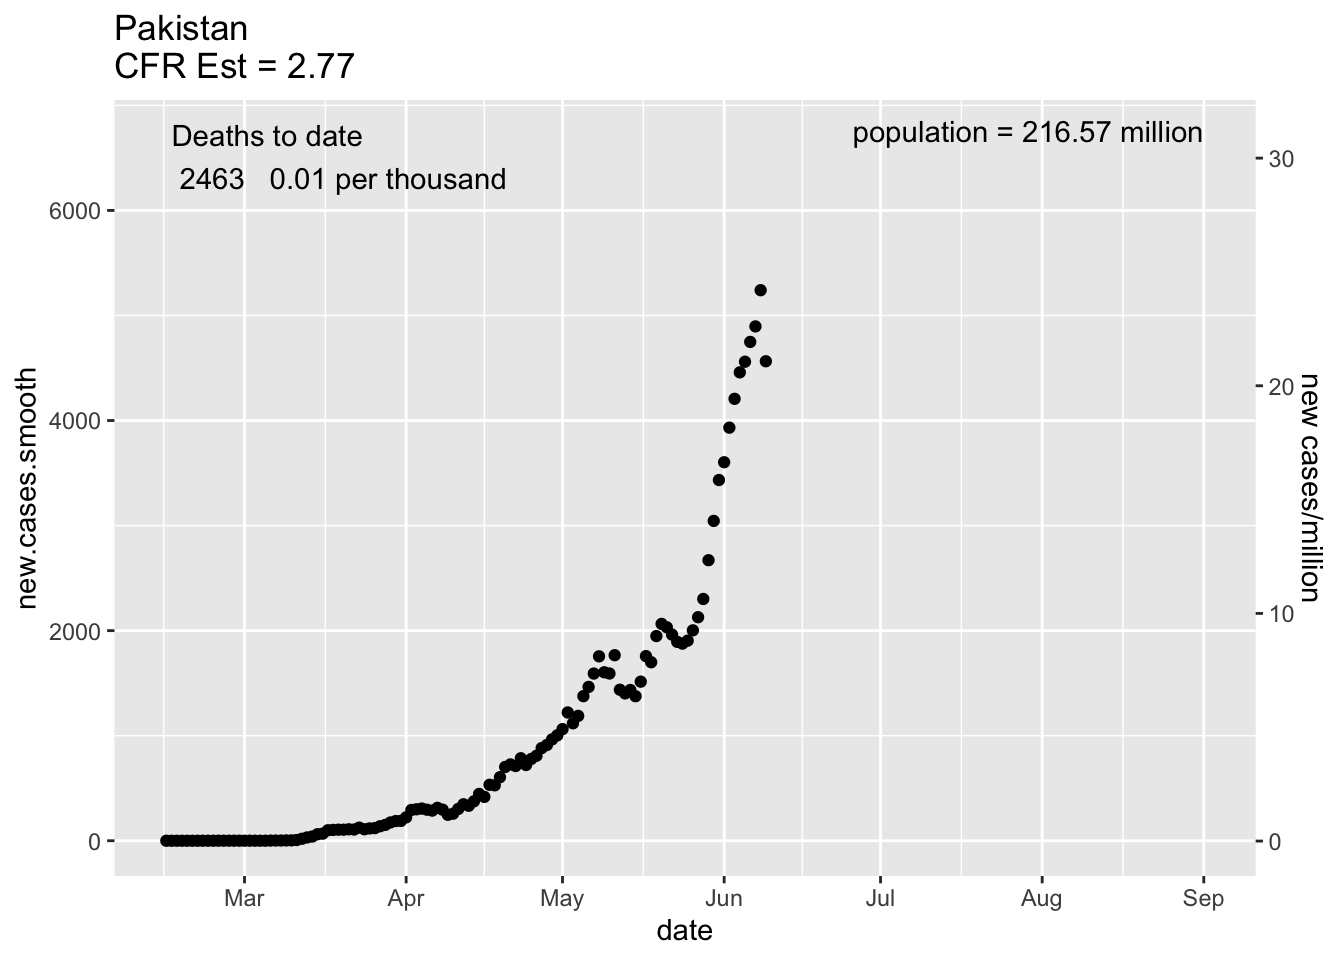 Pakistan
CFR Est = 2.77
Deaths to date
2463 0.01 per thousand
population = 216.57 million
new.cases.smooth
6000
4000
2000
0
30
20
10
0
new cases/million
Mar Apr May Jun Jul Aug Sep
date